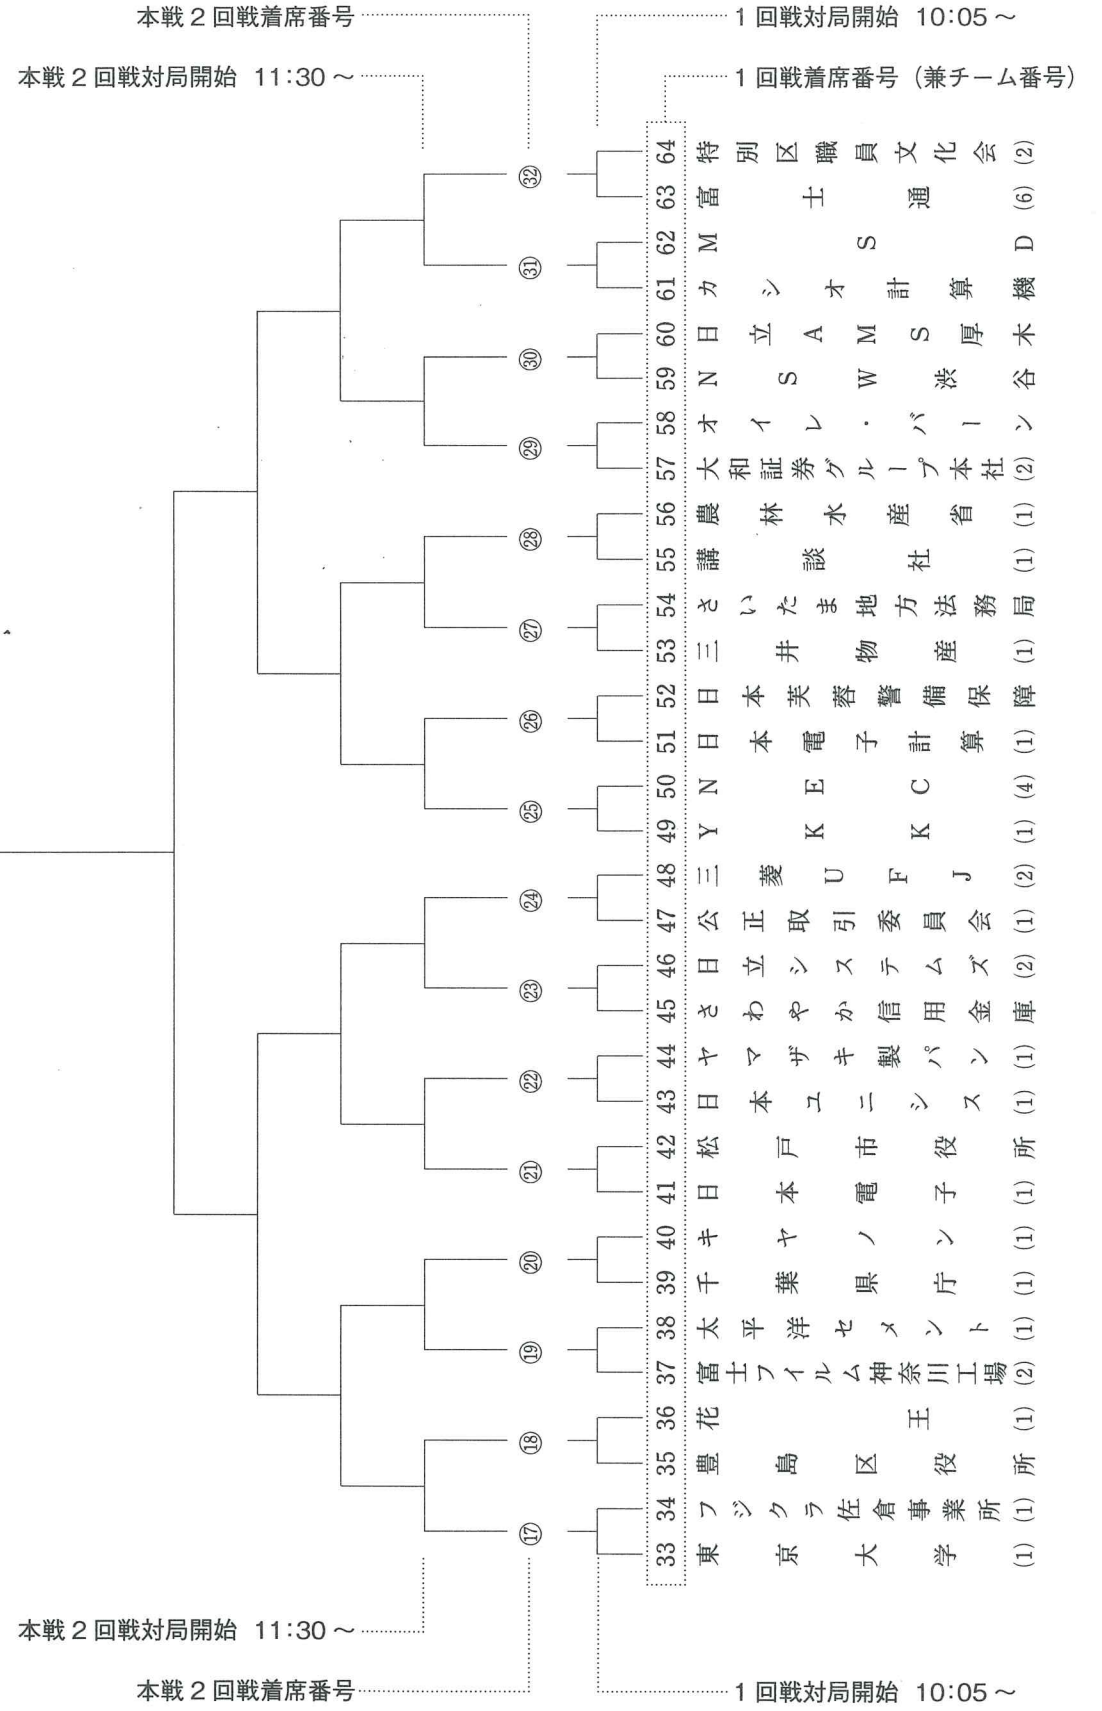 本戦2回戦着席番号
1回戦対局開始 10:05～
本戦2回戦対局開始 11:30～
1回戦着席番号（兼チーム番号）
㉜
64 特別区職員文化会(2)
63 富士通(6)
㉛
62 MSD
61 カシオ計算機
㉚
60 日立AMS厚木
59 NSW渋谷
㉙
58 オイレ・バーン
57 大和証券グループ本社(2)
㉘
56 農林水産省(1)
55 講談社(1)
㉗
54 さいたま地方法務局
53 三井物産(1)
㉖
52 日本芙蓉警備保障
51 日本電子計算(1)
㉕
50 NEC(4)
49 YKK(1)
㉔
48 三菱UFJ(2)
47 公正取引委員会(1)
㉓
46 日立システムズ(2)
45 さわやか信用金庫
㉒
44 ヤマザキ製パン(1)
43 日本ユニシス(1)
㉑
42 松戸市役所
41 日本電子(1)
⑳
40 キヤノン(1)
39 千葉県庁(1)
⑲
38 太平洋セメント(1)
37 富士フイルム神奈川工場(2)
⑱
36 花王(1)
35 豊島区役所
⑰
34 フジクラ佐倉事業所(1)
33 東京大学(1)
本戦2回戦対局開始 11:30～
本戦2回戦着席番号
1回戦対局開始 10:05～